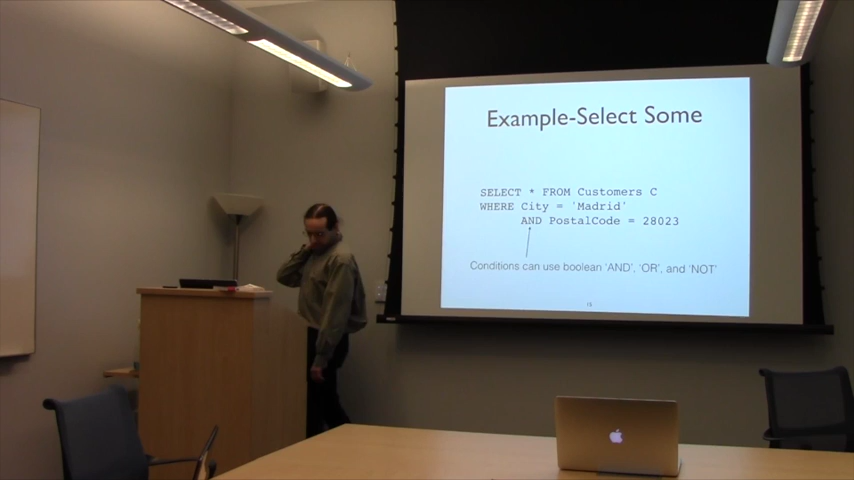 Example-Select Some
SELECT * FROM Customers C
WHERE City = 'Madrid'
AND PostalCode = 28023
Conditions can use boolean 'AND', 'OR', and 'NOT'